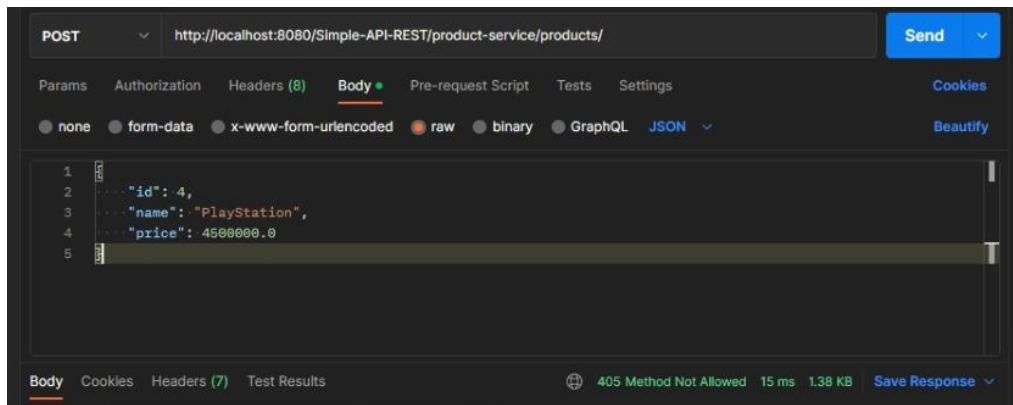 POST http://localhost:8080/Simple-API-REST/product-service/products/ Send
Params Authorization Headers (8) Body Pre-request Script Tests Settings Cookies
none form-data x-www-form-urlencoded raw binary GraphQL JSON Beautify
1 {
2 "id": 4,
3 "name": "PlayStation",
4 "price": 4500000.0
5 }
Body Cookies Headers (7) Test Results 405 Method Not Allowed 15 ms 1.38 KB Save Response